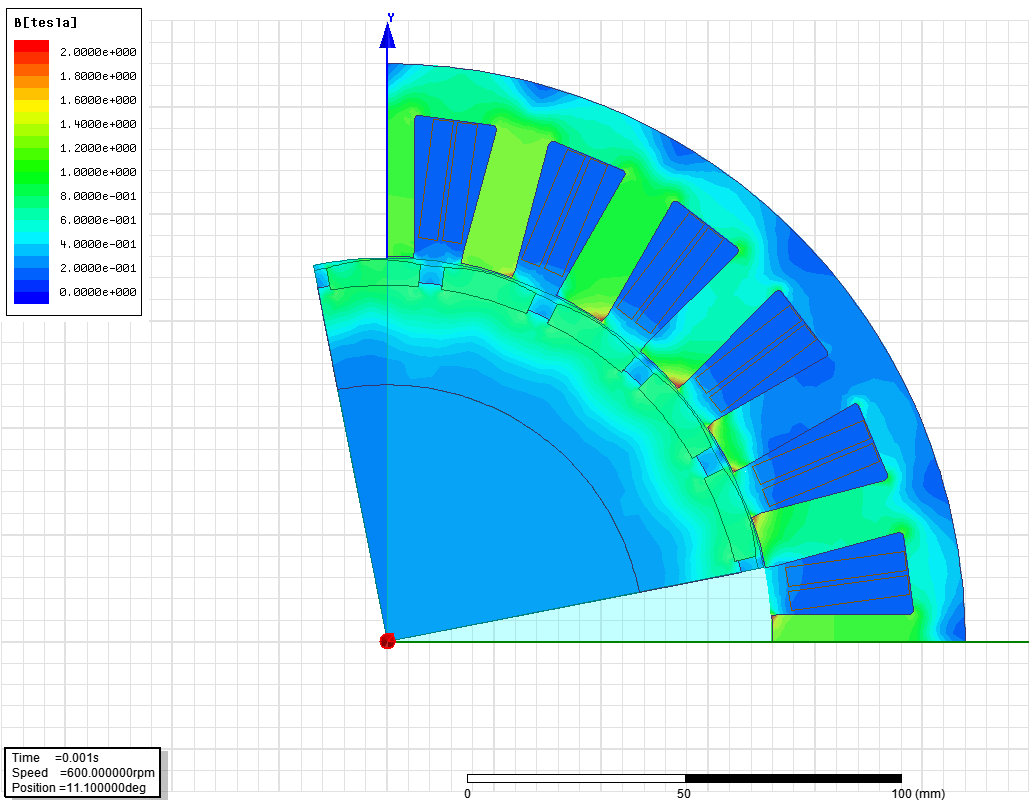 B[tesla]
2.0000e+000
1.8000e+000
1.6000e+000
1.4000e+000
1.2000e+000
1.0000e+000
8.0000e-001
6.0000e-001
4.0000e-001
2.0000e-001
0.0000e+000
Y
Time =0.001s
Speed =600.000000rpm
Position =11.100000deg
0 50 100 (mm)